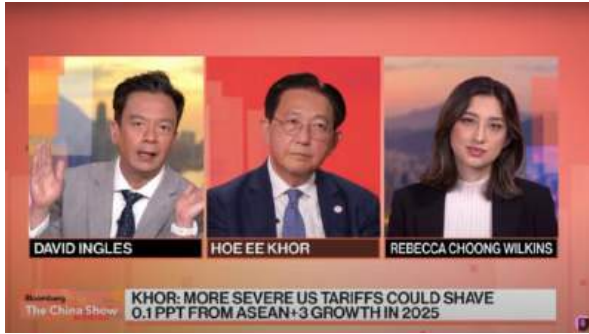 DAVID INGLES
HOE EE KHOR
REBECCA CHOONG WILKINS
Bloomberg
The China Show
KHOR: MORE SEVERE US TARIFFS COULD SHAVE
0.1 PPT FROM ASEAN+3 GROWTH IN 2025